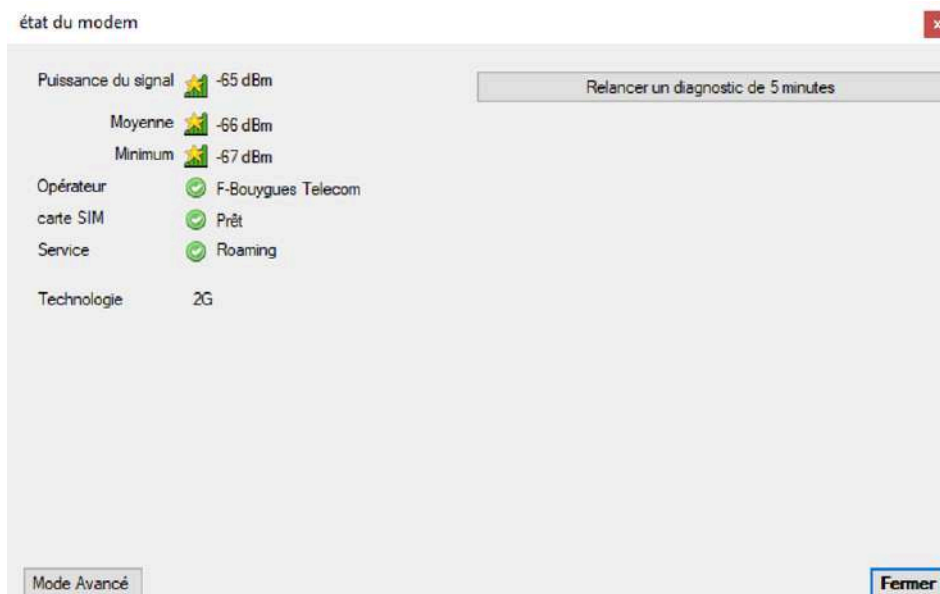 état du modem
x
Puissance du signal -65 dBm
Relancer un diagnostic de 5 minutes
Moyenne -66 dBm
Minimum -67 dBm
Opérateur F-Bouygues Telecom
carte SIM Prêt
Service Roaming
Technologie 2G
Mode Avancé
Fermer